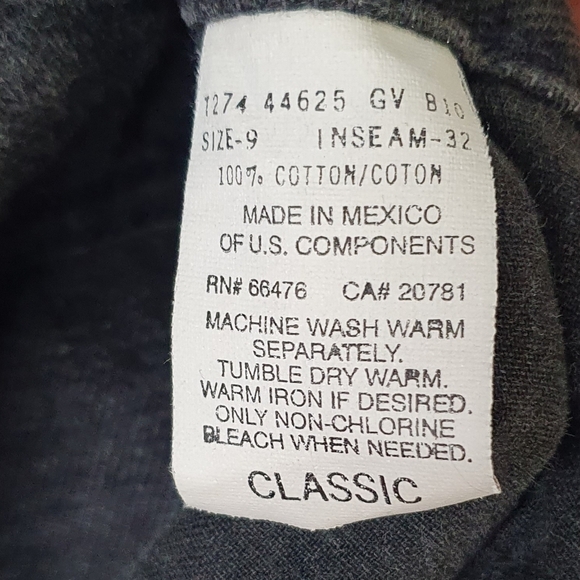 1274 44625 GV B10
SIZE-9 INSEAM-32
100% COTTON/COTON
MADE IN MEXICO
OF U.S. COMPONENTS
RN# 66476 CA# 20781
MACHINE WASH WARM
SEPARATELY.
TUMBLE DRY WARM.
WARM IRON IF DESIRED.
ONLY NON-CHLORINE
BLEACH WHEN NEEDED.
CLASSIC